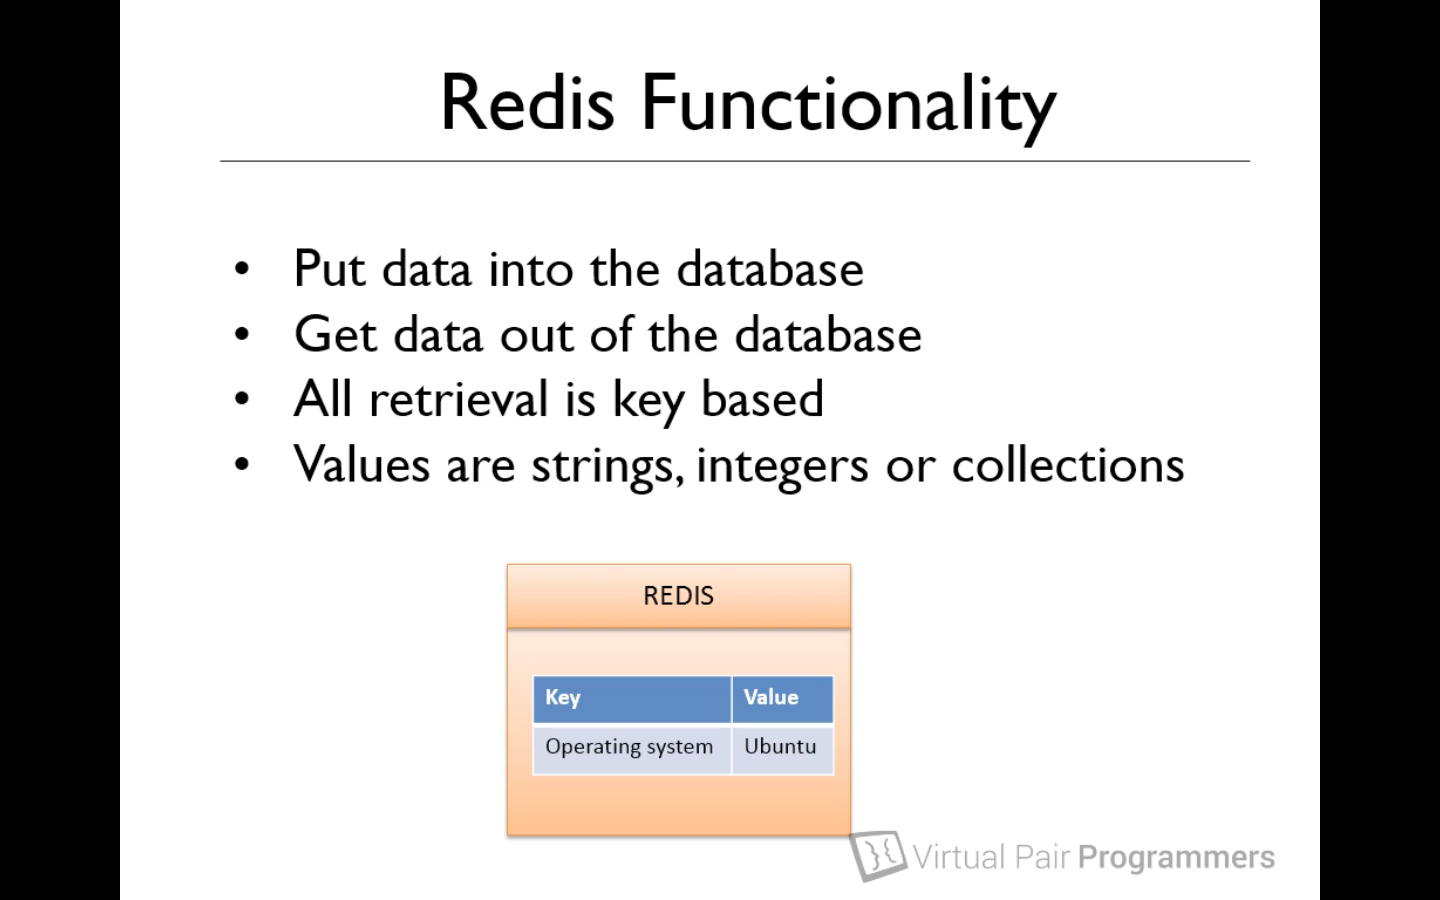 Redis Functionality
• Put data into the database
• Get data out of the database
• All retrieval is key based
• Values are strings, integers or collections
REDIS
Key Value
Operating system Ubuntu
Virtual Pair Programmers